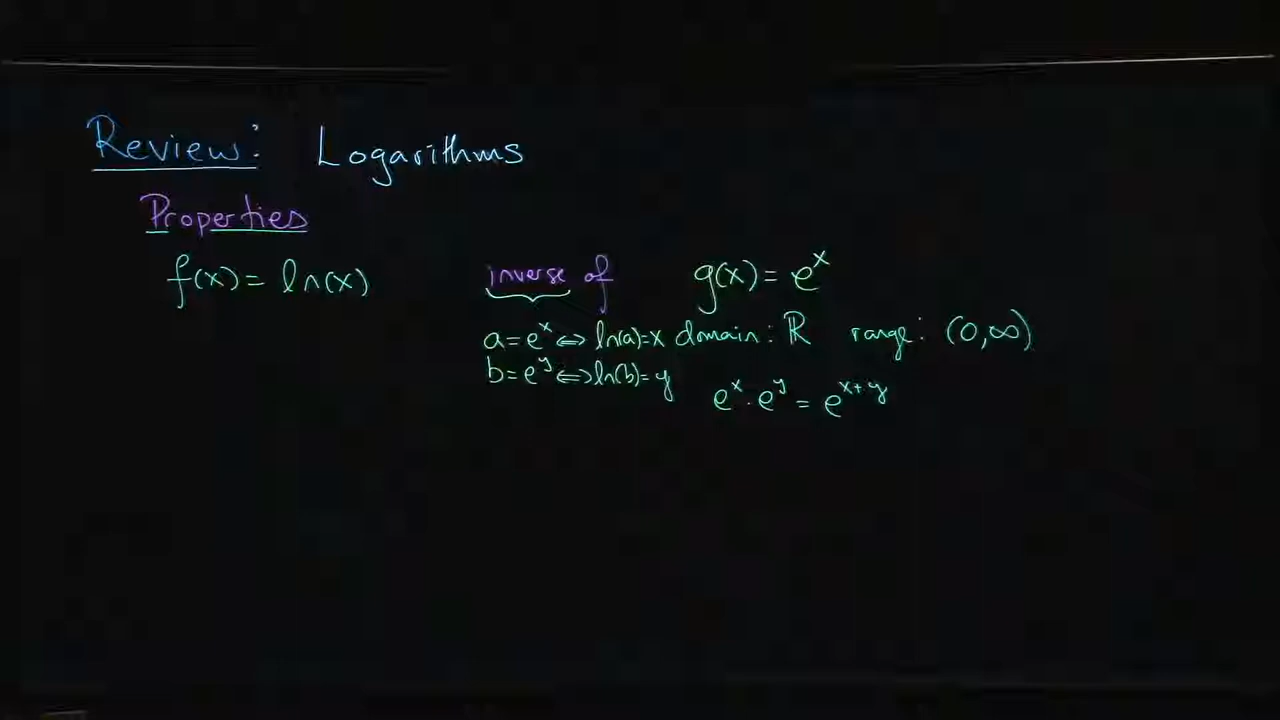 Review: Logarithms
Properties
f(x) = ln(x) inverse of g(x) = e^x
a = e^x ⟺ ln(a) = x domain: ℝ range: (0,∞)
b = e^y ⟺ ln(b) = y
e^x · e^y = e^{x+y}